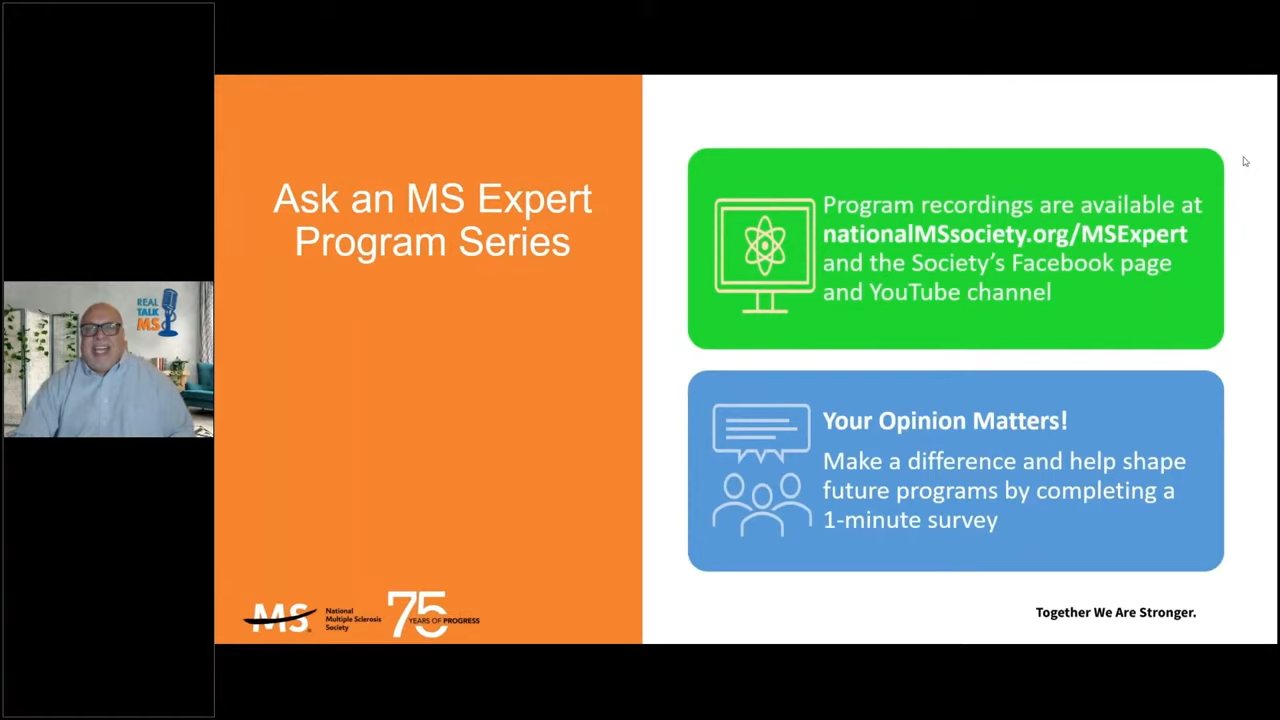 REAL
TALK
MS
Ask an MS Expert
Program Series
Program recordings are available at
nationalMSsociety.org/MSExpert
and the Society's Facebook page
and YouTube channel
Your Opinion Matters!
Make a difference and help shape
future programs by completing a
1-minute survey
MS
National
Multiple Sclerosis
Society
75
YEARS OF PROGRESS
Together We Are Stronger.